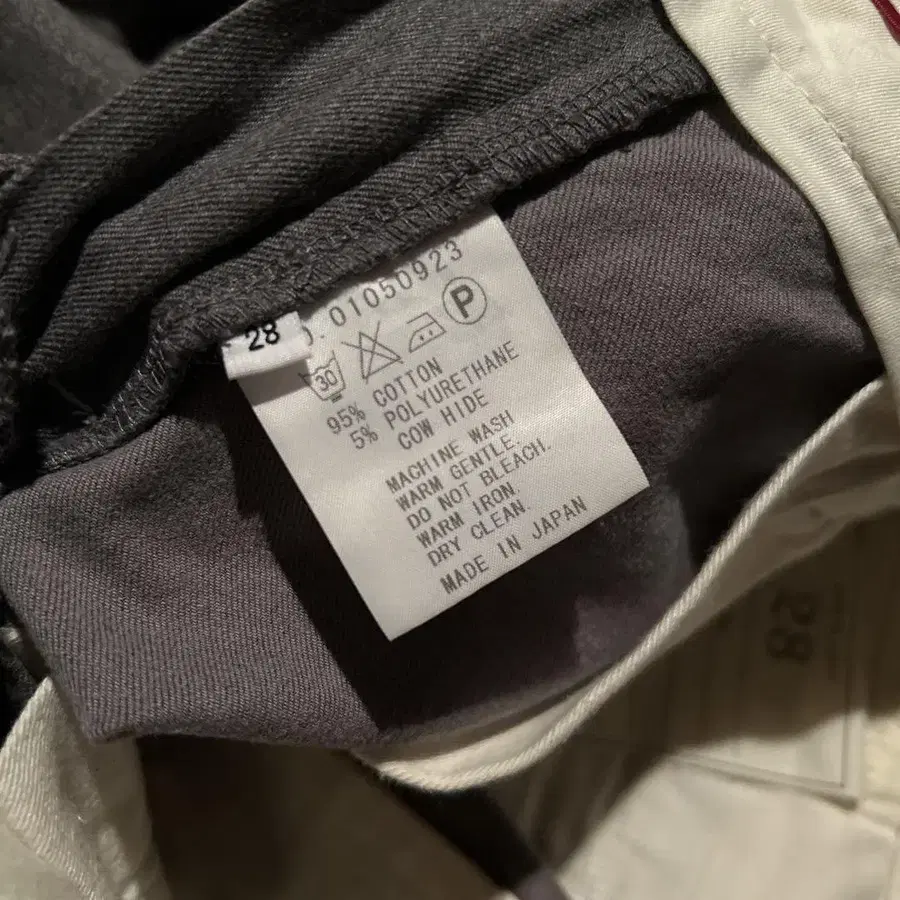 28
.01050923
30
P
95% COTTON
5% POLYURETHANE
COW HIDE
MACHINE WASH
WARM GENTLE.
DO NOT BLEACH.
WARM IRON.
DRY CLEAN.
MADE IN JAPAN
28